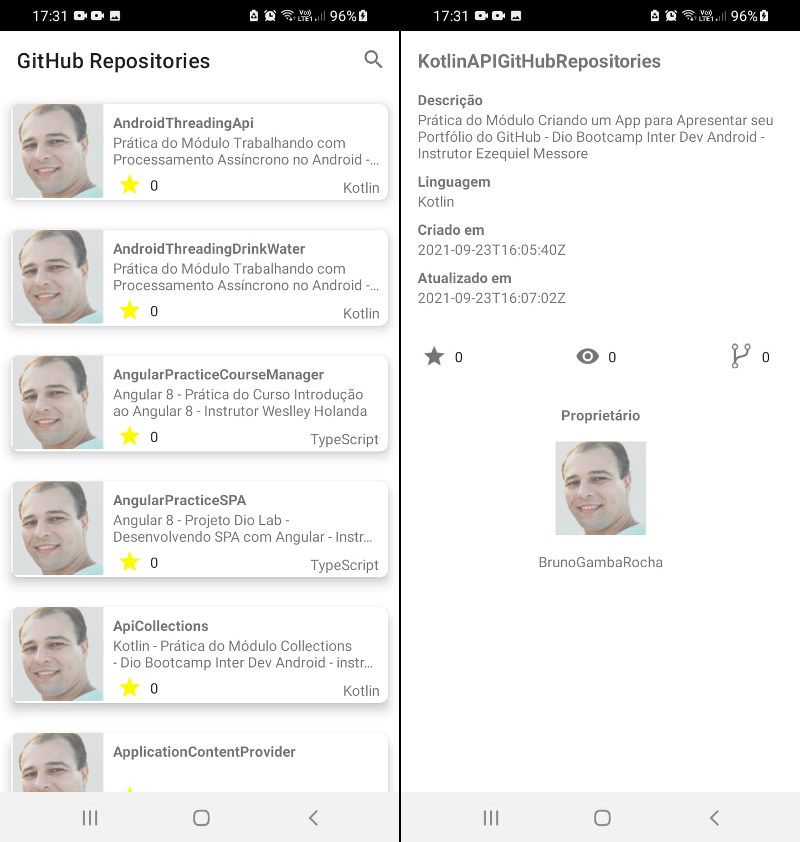 17:31
Vo))
LTE1
96%
GitHub Repositories
AndroidThreadingApi
Prática do Módulo Trabalhando com
Processamento Assíncrono no Android -...
0
Kotlin
AndroidThreadingDrinkWater
Prática do Módulo Trabalhando com
Processamento Assíncrono no Android -...
0
Kotlin
AngularPracticeCourseManager
Angular 8 - Prática do Curso Introdução
ao Angular 8 - Instrutor Weslley Holanda
0
TypeScript
AngularPracticeSPA
Angular 8 - Projeto Dio Lab -
Desenvolvendo SPA com Angular - Instr...
0
TypeScript
ApiCollections
Kotlin - Prática do Módulo Collections
- Dio Bootcamp Inter Dev Android - instr...
0
Kotlin
ApplicationContentProvider
17:31
Vo))
LTE1
96%
KotlinAPIGitHubRepositories
Descrição
Prática do Módulo Criando um App para Apresentar seu
Portfólio do GitHub - Dio Bootcamp Inter Dev Android -
Instrutor Ezequiel Messore
Linguagem
Kotlin
Criado em
2021-09-23T16:05:40Z
Atualizado em
2021-09-23T16:07:02Z
0
0
0
Proprietário
BrunoGambaRocha